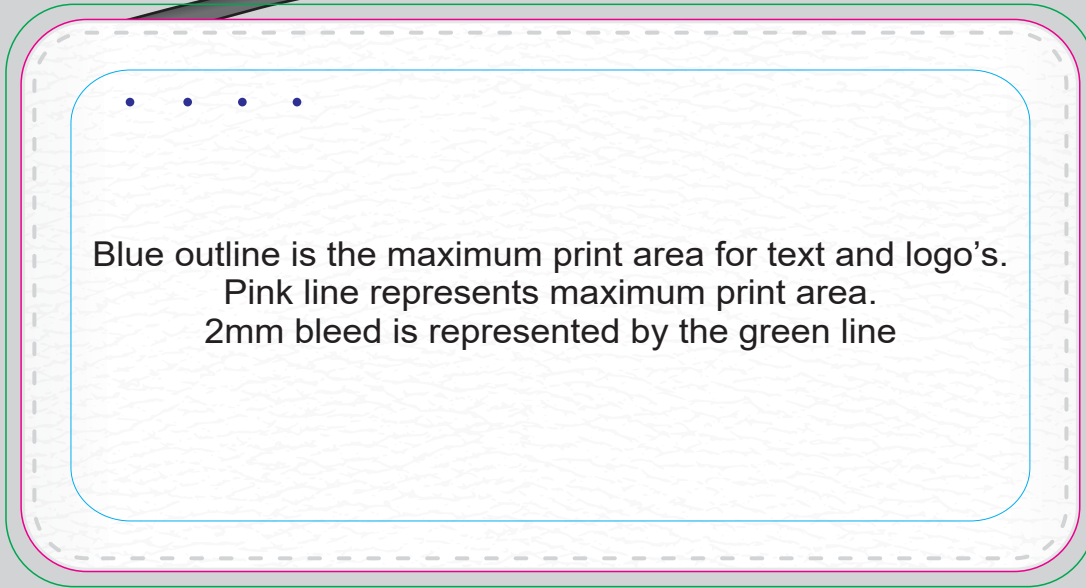 Blue outline is the maximum print area for text and logo’s.
Pink line represents maximum print area.
2mm bleed is represented by the green line